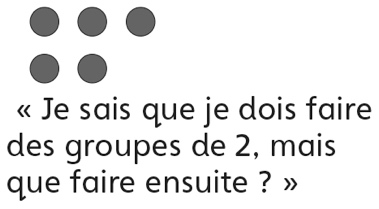 « Je sais que je dois faire
des groupes de 2, mais
que faire ensuite ? »